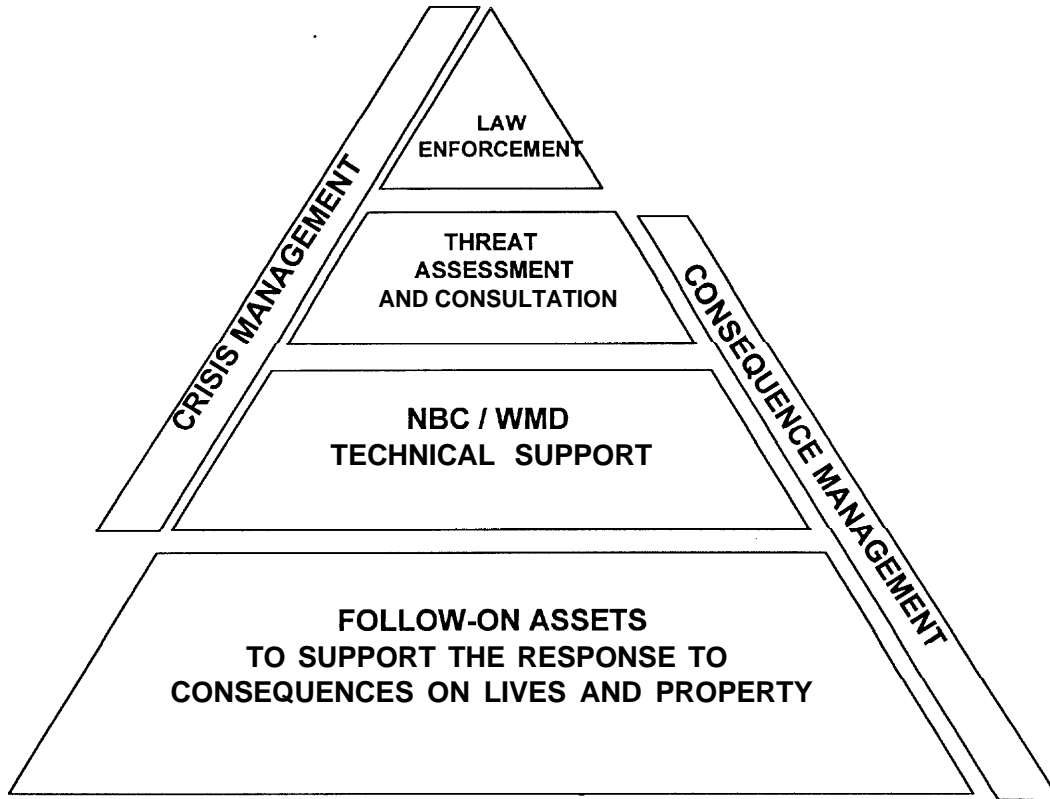 LAW
ENFORCEMENT
THREAT
ASSESSMENT
AND CONSULTATION
CRISIS MANAGEMENT
CONSEQUENCE MANAGEMENT
NBC / WMD
TECHNICAL SUPPORT
FOLLOW-ON ASSETS
TO SUPPORT THE RESPONSE TO
CONSEQUENCES ON LIVES AND PROPERTY